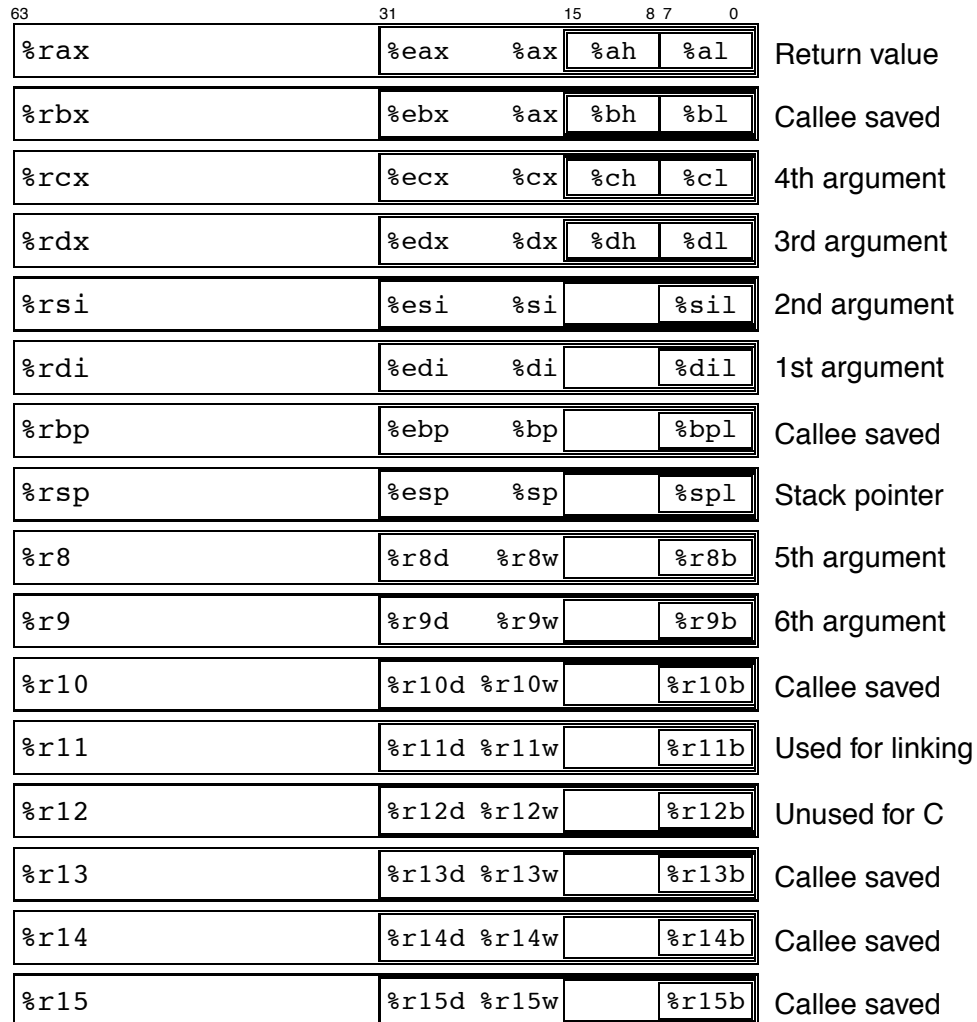 63 31 15 8 7 0
%rax %eax %ax %ah %al Return value
%rbx %ebx %ax %bh %bl Callee saved
%rcx %ecx %cx %ch %cl 4th argument
%rdx %edx %dx %dh %dl 3rd argument
%rsi %esi %si %sil 2nd argument
%rdi %edi %di %dil 1st argument
%rbp %ebp %bp %bpl Callee saved
%rsp %esp %sp %spl Stack pointer
%r8 %r8d %r8w %r8b 5th argument
%r9 %r9d %r9w %r9b 6th argument
%r10 %r10d %r10w %r10b Callee saved
%r11 %r11d %r11w %r11b Used for linking
%r12 %r12d %r12w %r12b Unused for C
%r13 %r13d %r13w %r13b Callee saved
%r14 %r14d %r14w %r14b Callee saved
%r15 %r15d %r15w %r15b Callee saved